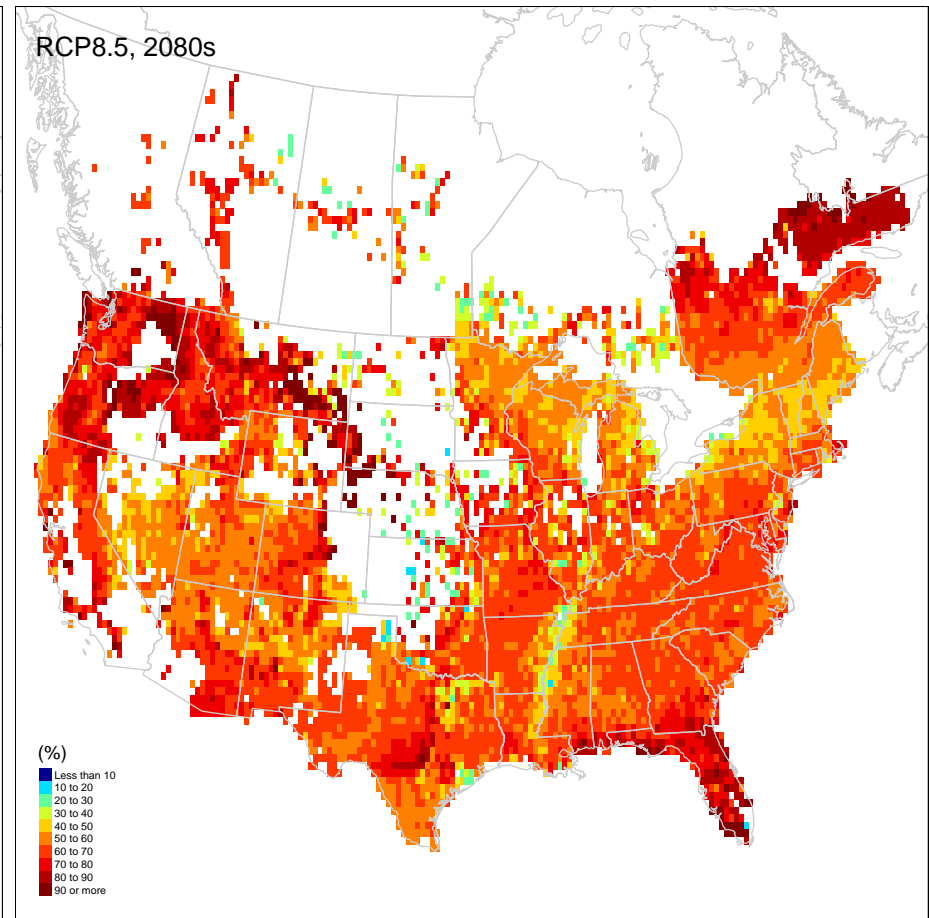 RCP8.5, 2080s
(%)
Less than 10
10 to 20
20 to 30
30 to 40
40 to 50
50 to 60
60 to 70
70 to 80
80 to 90
90 or more